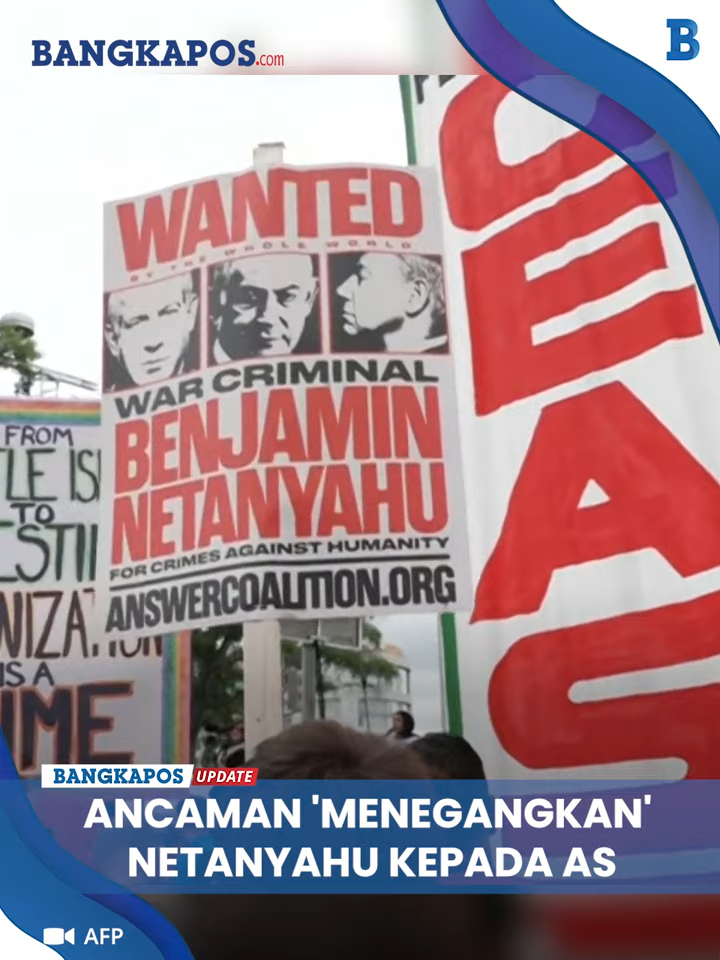 BANGKAPOS.com
B
WANTED
BY THE WHOLE WORLD
WAR CRIMINAL
BENJAMIN
NETANYAHU
FOR CRIMES AGAINST HUMANITY
ANSWERCOALITION.ORG
FROM
TO
IS A
CEAS
BANGKAPOS UPDATE
ANCAMAN 'MENEGANGKAN'
NETANYAHU KEPADA AS
AFP